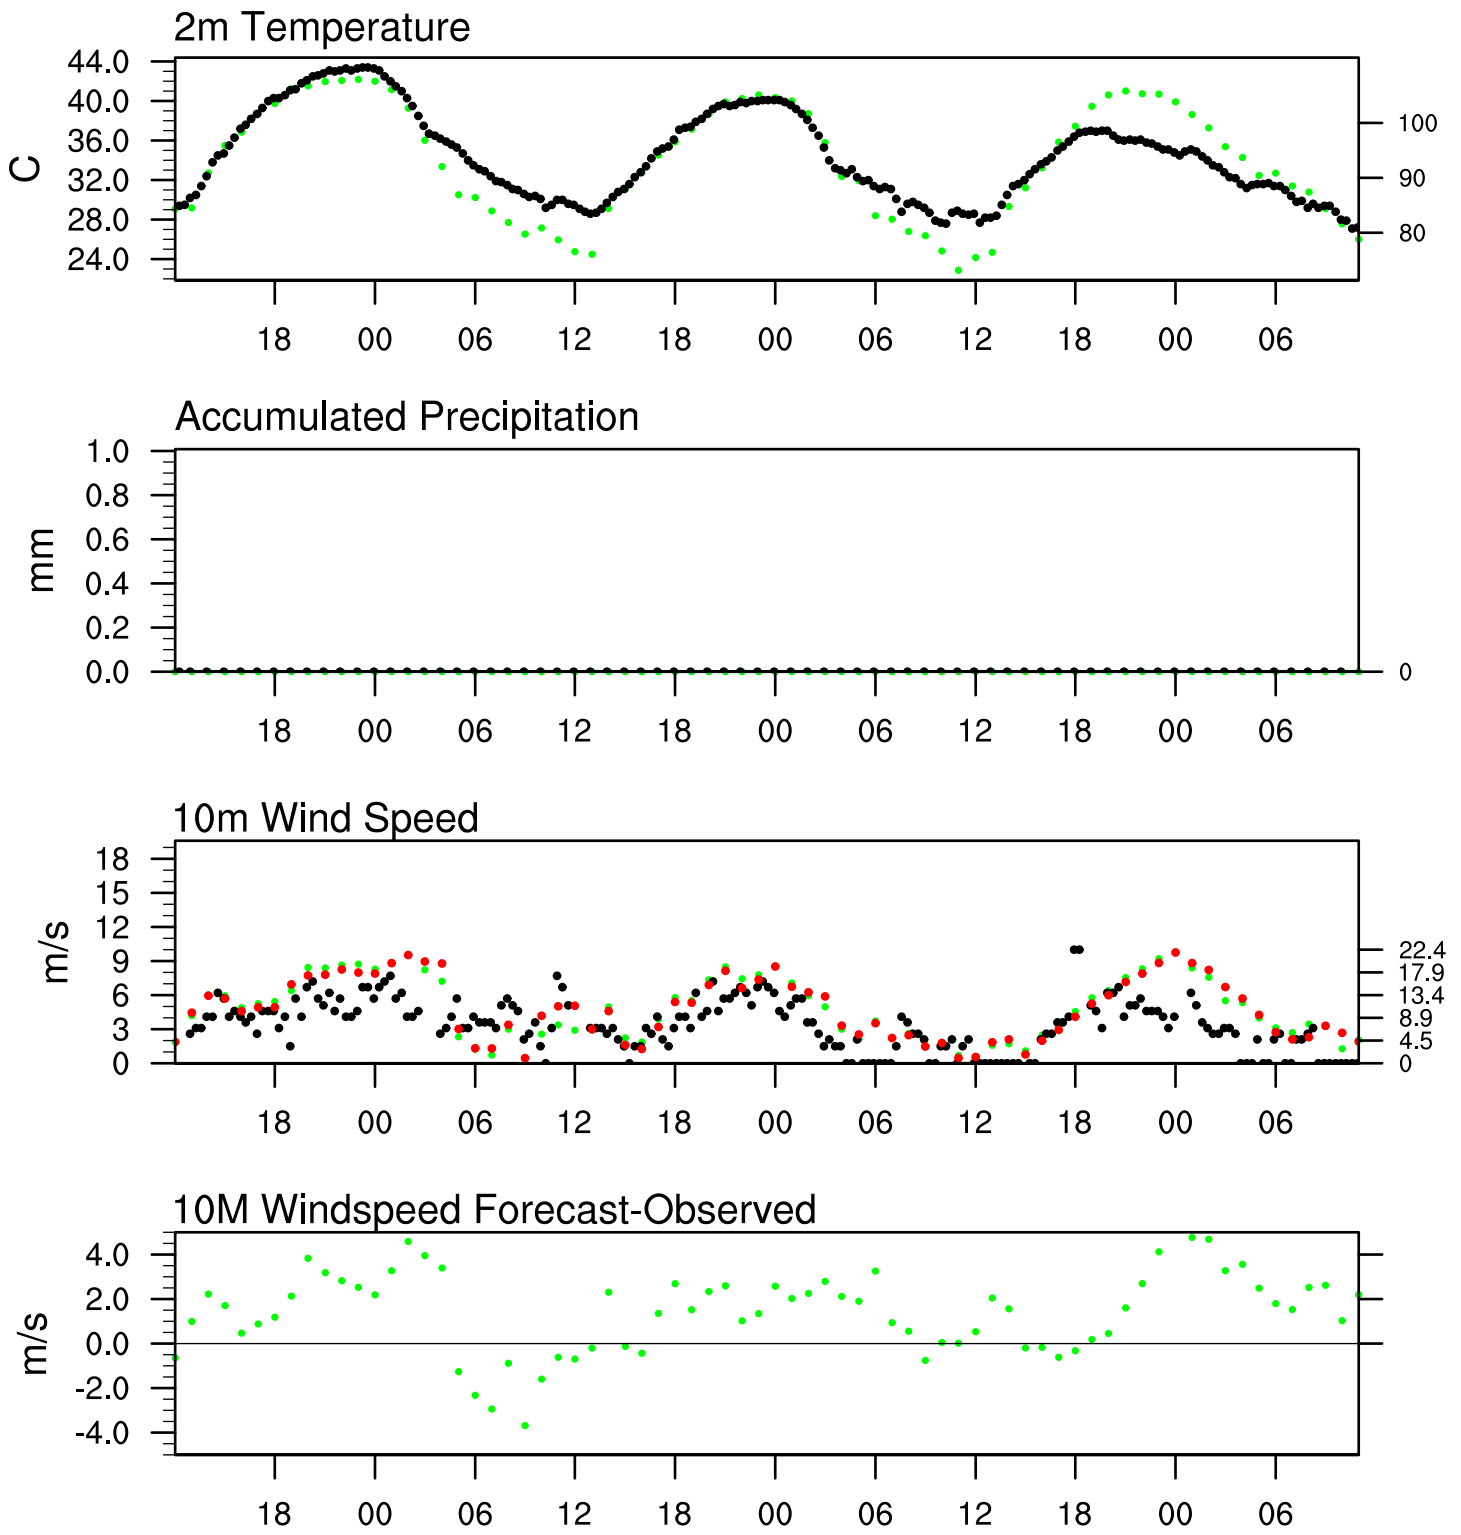 2m Temperature
44.0
40.0
36.0
32.0
28.0
24.0
C
100
90
80
18 00 06 12 18 00 06 12 18 00 06
Accumulated Precipitation
1.0
0.8
0.6
0.4
0.2
0.0
mm
0
18 00 06 12 18 00 06 12 18 00 06
10m Wind Speed
18
15
12
9
6
3
0
m/s
22.4
17.9
13.4
8.9
4.5
0
18 00 06 12 18 00 06 12 18 00 06
10M Windspeed Forecast-Observed
4.0
2.0
0.0
-2.0
-4.0
m/s
18 00 06 12 18 00 06 12 18 00 06